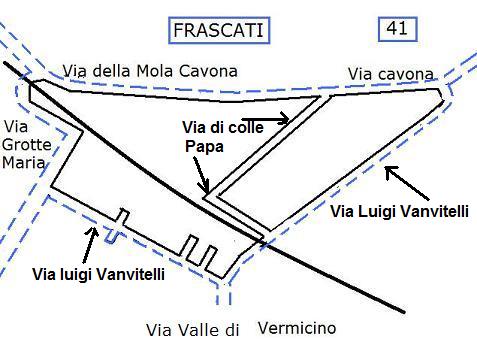 FRASCATI
41
Via della Mola Cavona
Via cavona
Via di colle
Papa
Via
Grotte
Maria
Via Luigi Vanvitelli
Via luigi Vanvitelli
Via Valle di Vermicino